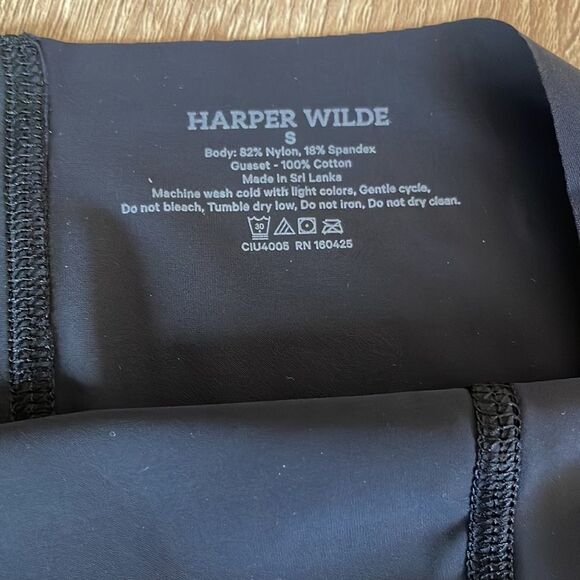 HARPER WILDE
S
Body: 82% Nylon, 18% Spandex
Gusset - 100% Cotton
Made in Sri Lanka
Machine wash cold with light colors, Gentle cycle,
Do not bleach, Tumble dry low, Do not iron, Do not dry clean.
30
CIU4005 RN 160425